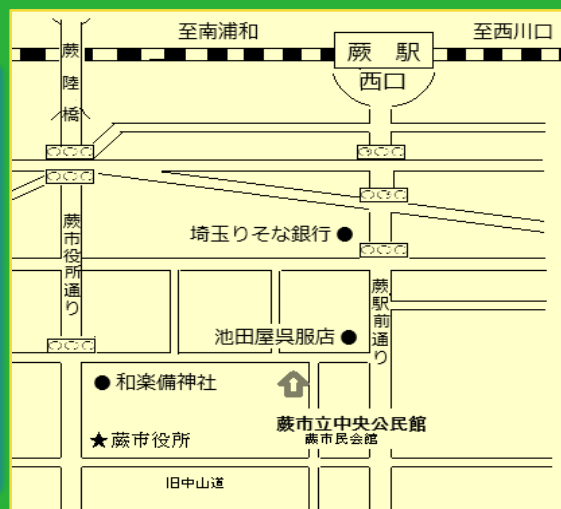 至南浦和
蕨　駅
至西川口
西口
蕨陸橋
埼玉りそな銀行
蕨市役所通り
蕨駅前通り
池田屋呉服店
和楽備神社
蕨市立中央公民館
蕨市民会館
蕨市役所
旧中山道